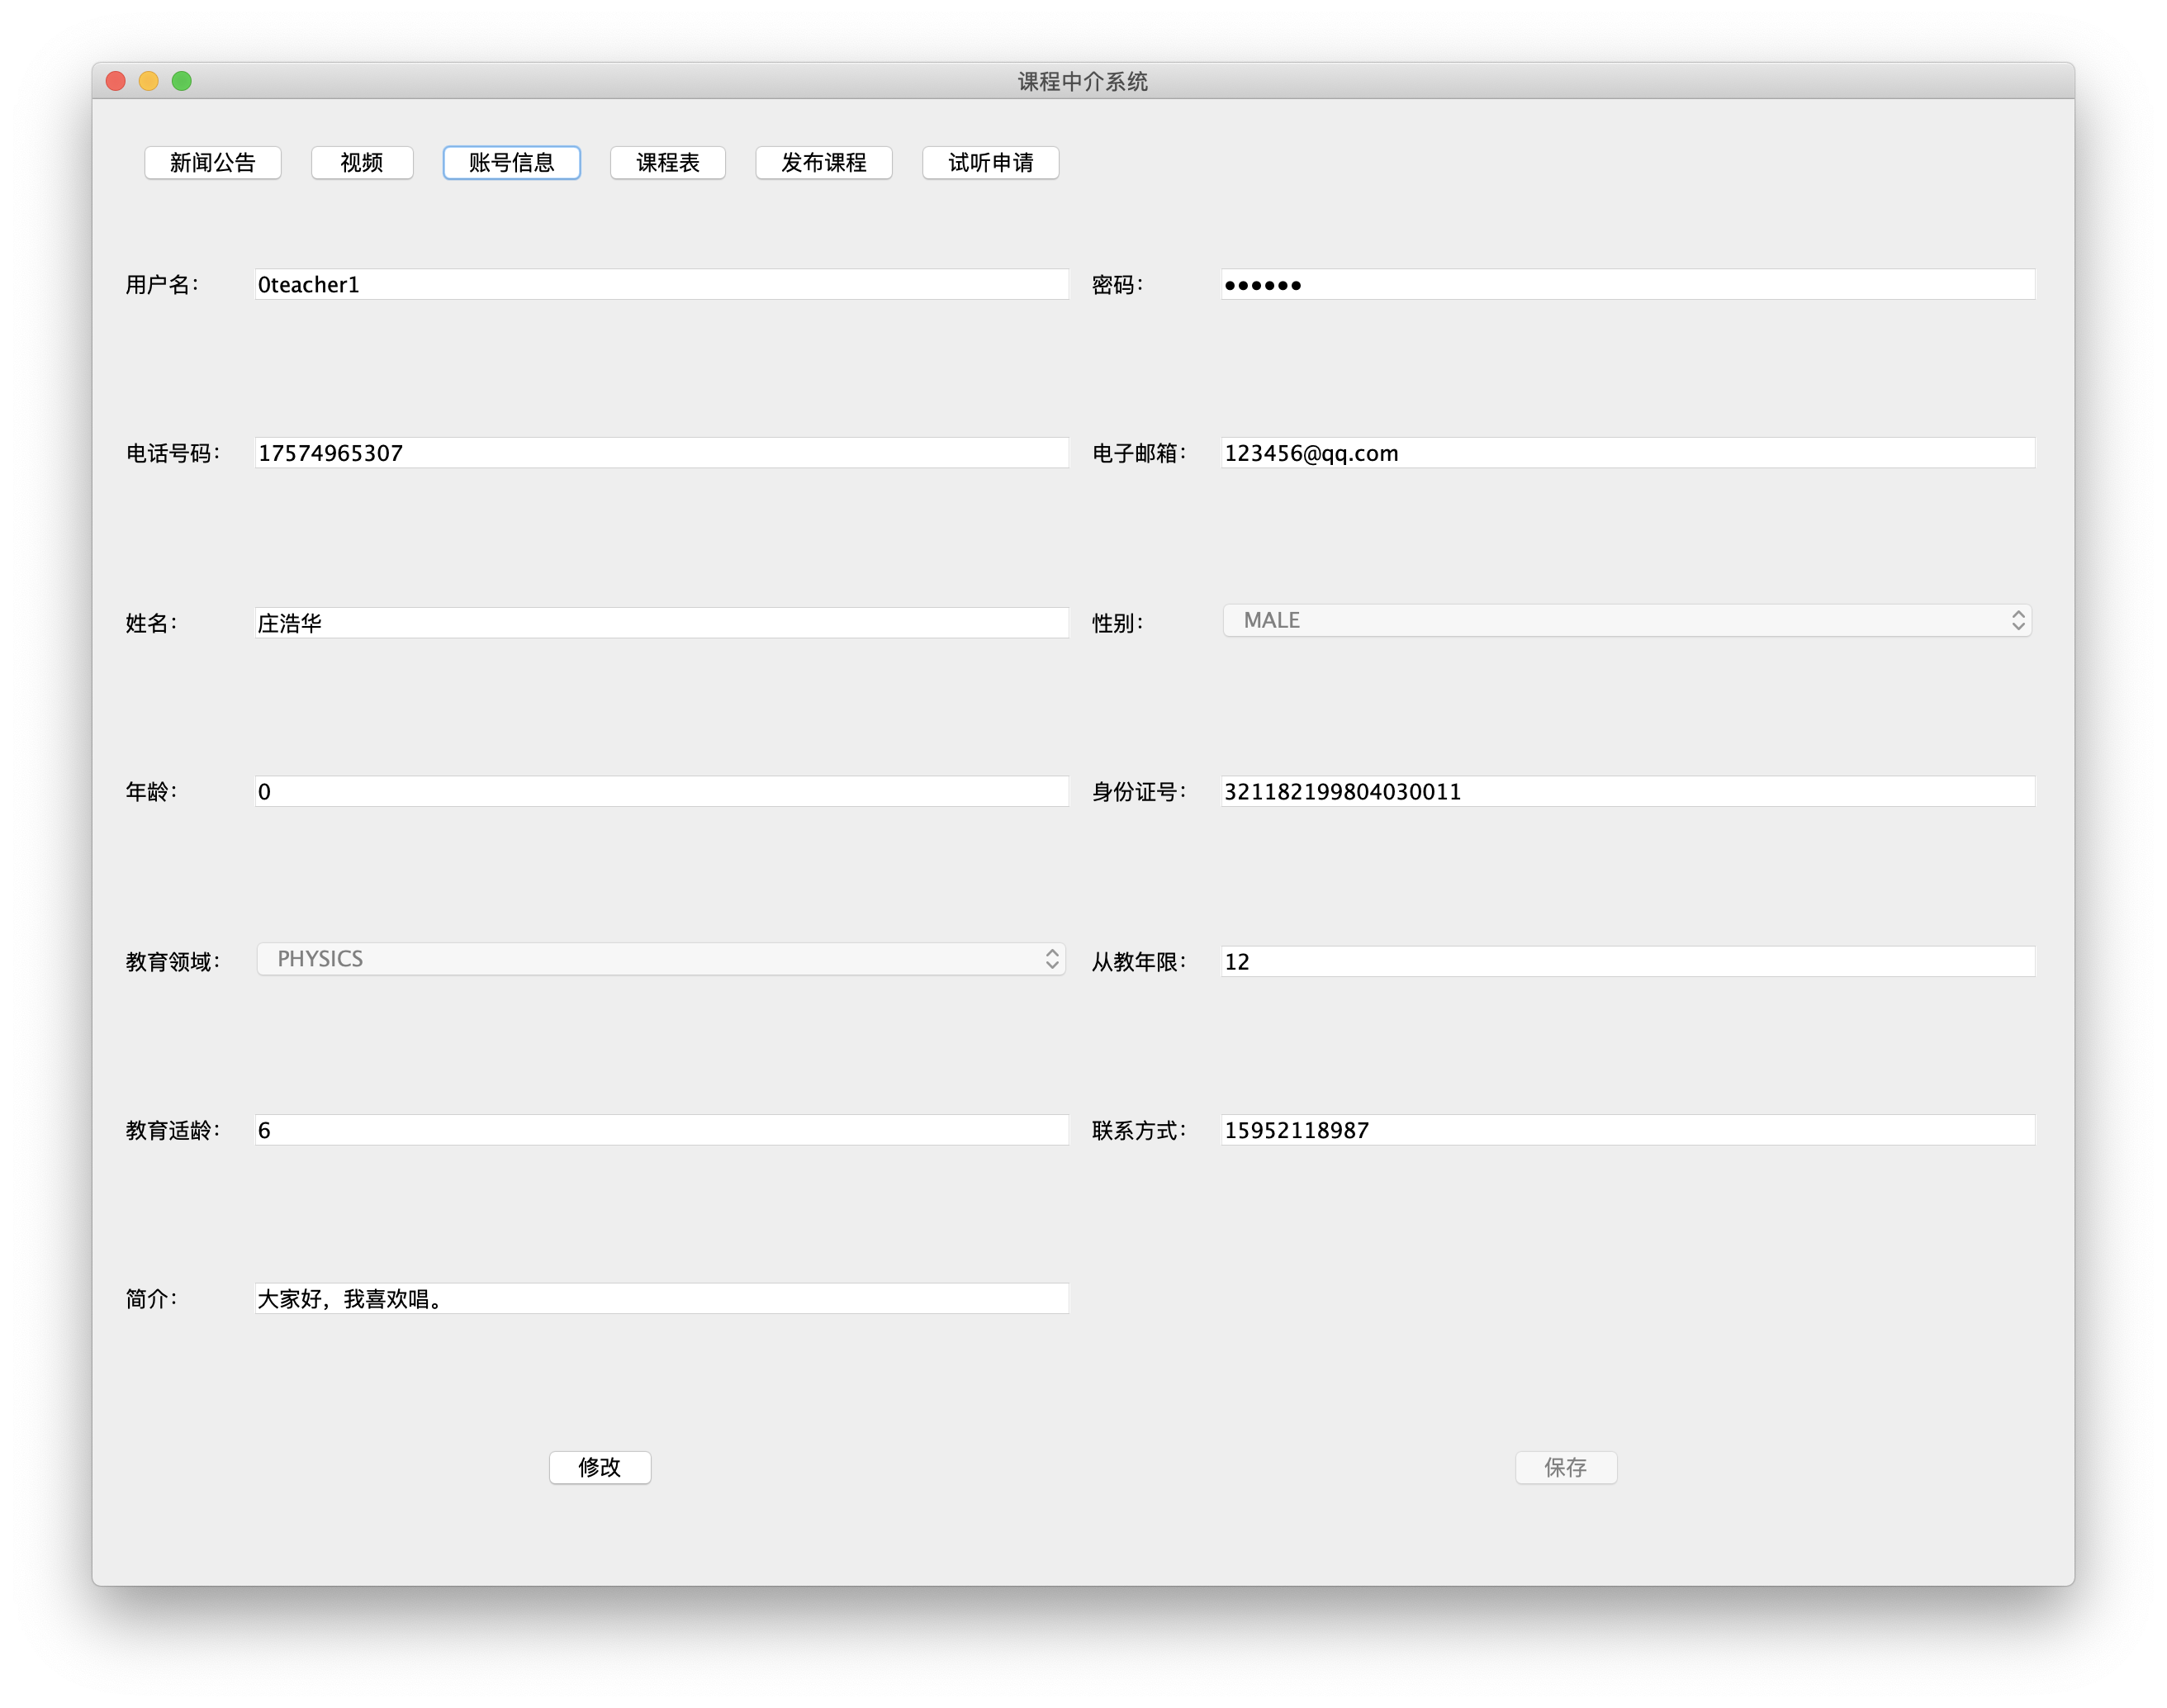 课程中介系统
新闻公告 视频 账号信息 课程表 发布课程 试听申请
用户名： 0teacher1 密码： ••••••
电话号码： 17574965307 电子邮箱： 123456@qq.com
姓名： 庄浩华 性别： MALE
年龄： 0 身份证号： 321182199804030011
教育领域： PHYSICS 从教年限： 12
教育适龄： 6 联系方式： 15952118987
简介： 大家好，我喜欢唱。
修改 保存